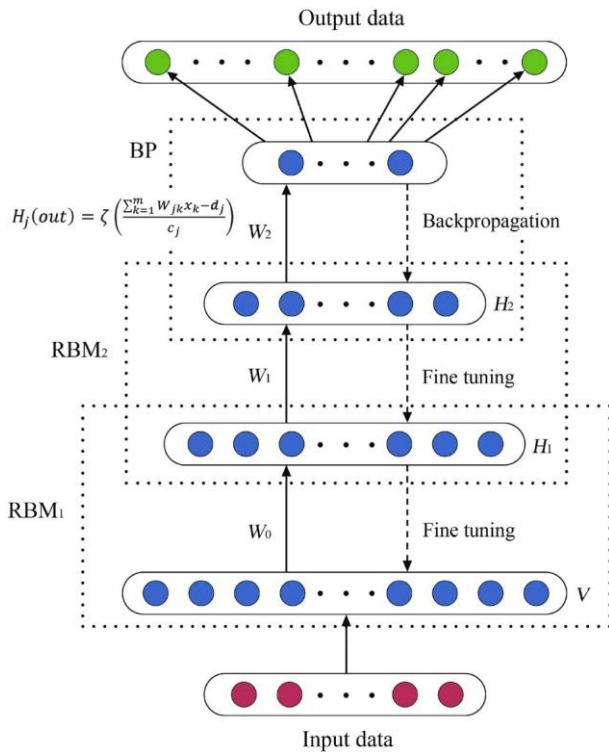 Output data
BP
H_j(out) = ζ ( (∑_{k=1}^{m} W_{jk} x_k − d_j) / c_j )
W₂
Backpropagation
H₂
RBM₂
W₁
Fine tuning
H₁
RBM₁
W₀
Fine tuning
V
Input data